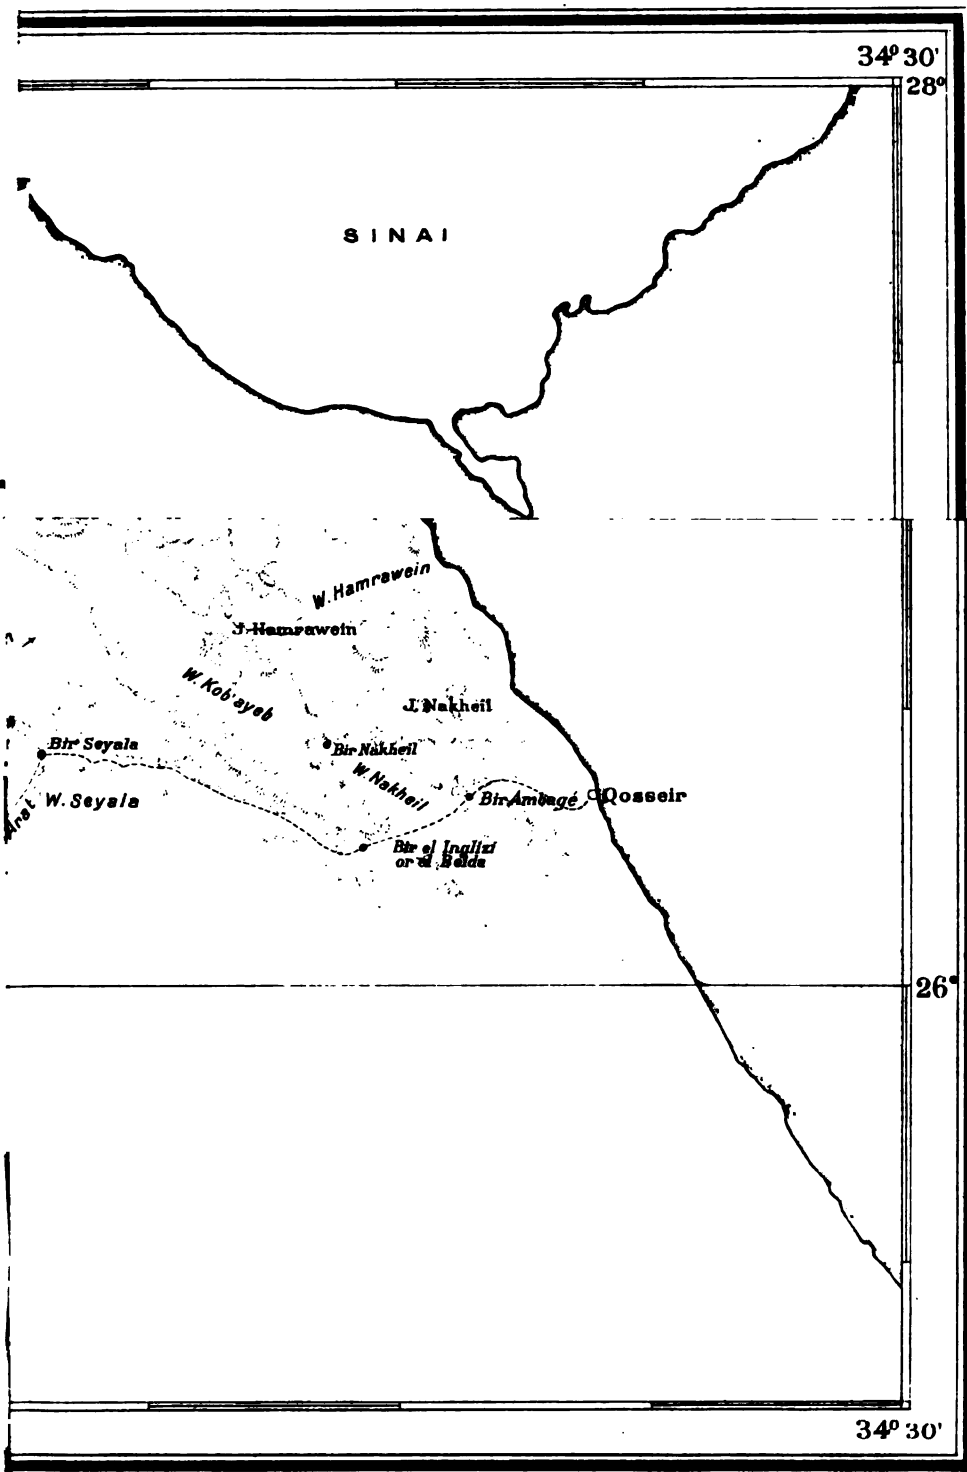 34° 30'
28°
SINAI
W. Hamrawein
J. Hamrawein
W. Kob'ayeb
J. Nakheil
Bir Seyala
Bir Nakheil
W. Nakheil
W. Seyala
Bir Ambagé
Qosseir
Arat
Bir el Inglizi
or el Beida
26°
34° 30'